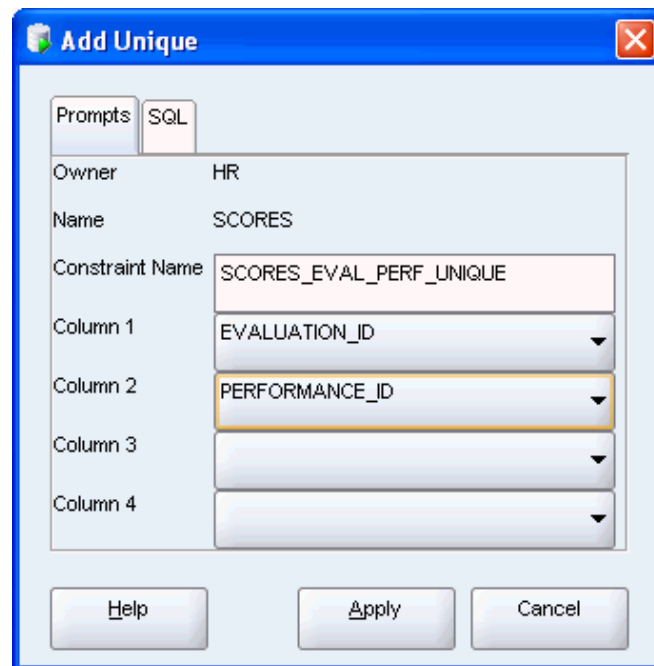 Add Unique
Prompts SQL
Owner HR
Name SCORES
Constraint Name SCORES_EVAL_PERF_UNIQUE
Column 1 EVALUATION_ID
Column 2 PERFORMANCE_ID
Column 3
Column 4
Help Apply Cancel